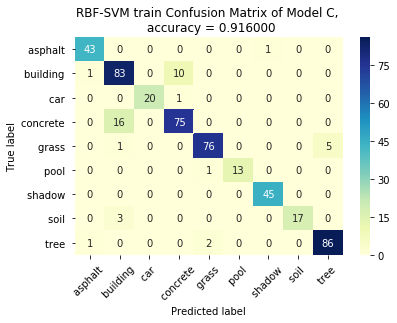 RBF-SVM train Confusion Matrix of Model C,
accuracy = 0.916000
asphalt 43 0 0 0 0 0 1 0 0
building 1 83 0 10 0 0 0 0 0
car 0 0 20 1 0 0 0 0 0
concrete 0 16 0 75 0 0 0 0 0
grass 0 1 0 0 76 0 0 0 5
pool 0 0 0 0 1 13 0 0 0
shadow 0 0 0 0 0 0 45 0 0
soil 0 3 0 0 0 0 0 17 0
tree 1 0 0 0 2 0 0 0 86
asphalt building car concrete grass pool shadow soil tree
Predicted label
True label
75
60
45
30
15
0